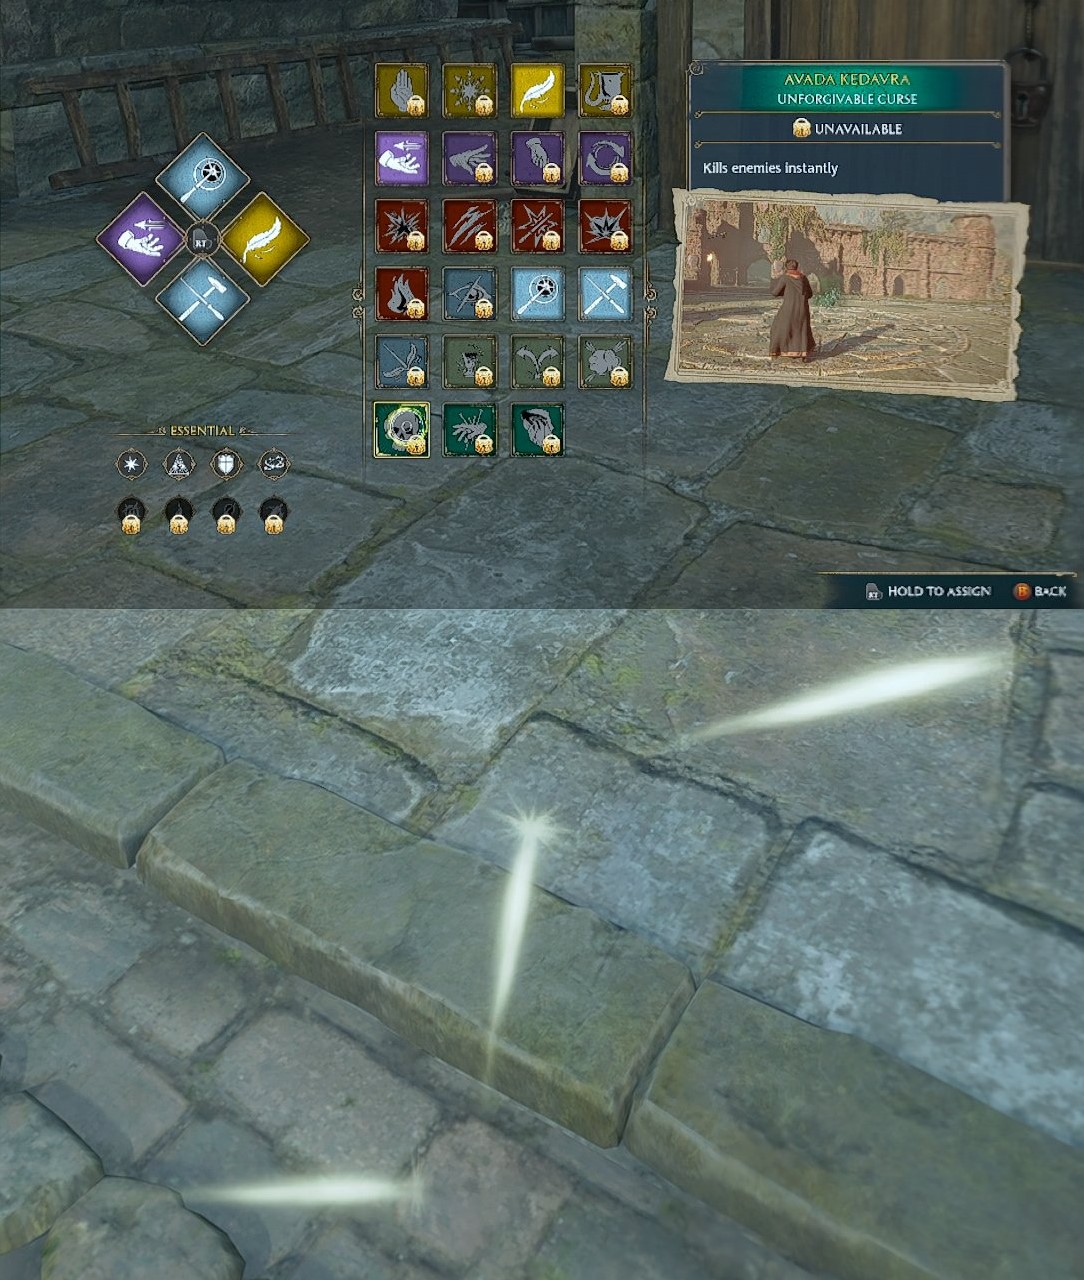 AVADA KEDAVRA
UNFORGIVABLE CURSE
UNAVAILABLE
Kills enemies instantly
RT
ESSENTIAL
RT HOLD TO ASSIGN B BACK